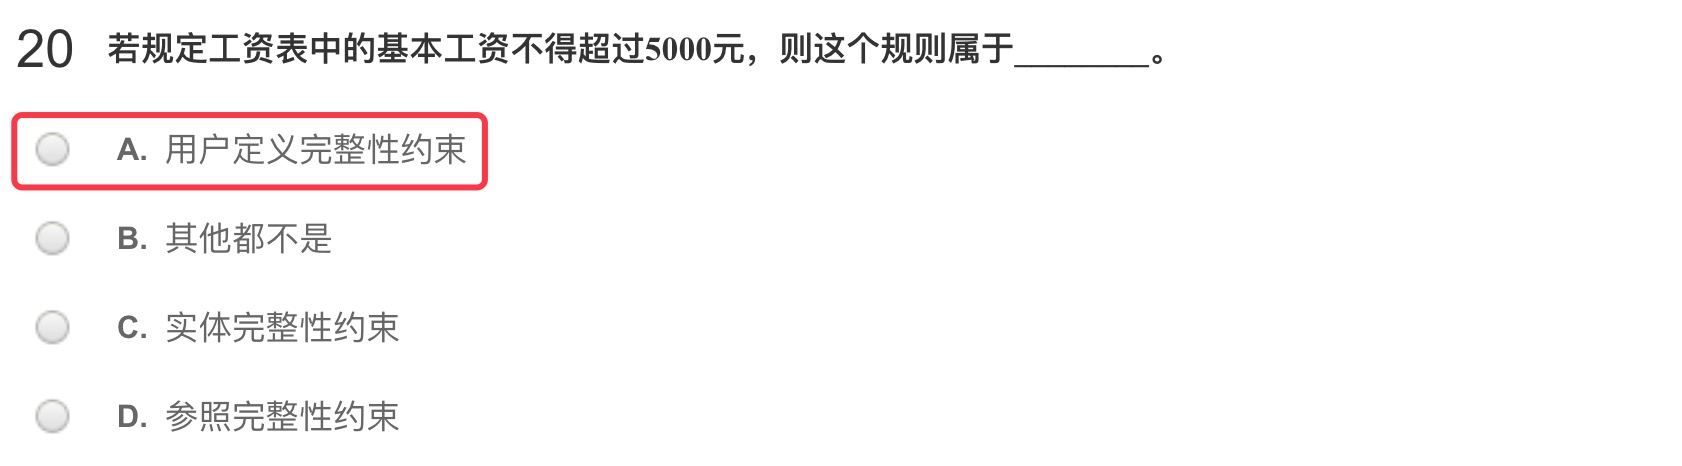 20 若规定工资表中的基本工资不得超过5000元，则这个规则属于________。
A. 用户定义完整性约束
B. 其他都不是
C. 实体完整性约束
D. 参照完整性约束